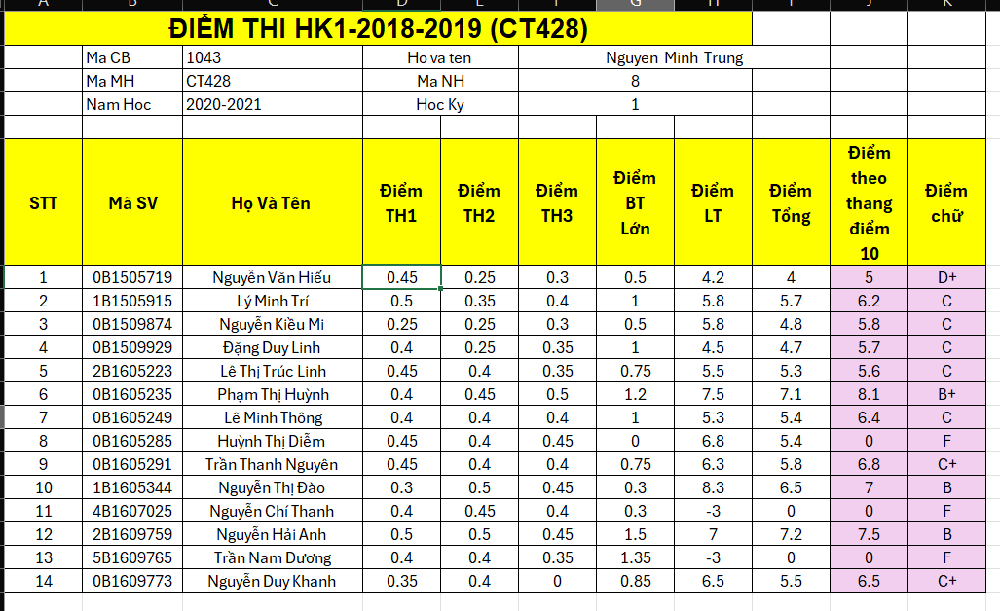 A B C D E F G H I J K
ĐIỂM THI HK1-2018-2019 (CT428)
Ma CB 1043 Ho va ten Nguyen Minh Trung
Ma MH CT428 Ma NH 8
Nam Hoc 2020-2021 Hoc Ky 1
STT Mã SV Họ Và Tên Điểm TH1 Điểm TH2 Điểm TH3 Điểm BT Lớn Điểm LT Điểm Tổng Điểm theo thang điểm 10 Điểm chữ
1 0B1505719 Nguyễn Văn Hiếu 0.45 0.25 0.3 0.5 4.2 4 5 D+
2 1B1505915 Lý Minh Trí 0.5 0.35 0.4 1 5.8 5.7 6.2 C
3 0B1509874 Nguyễn Kiều Mi 0.25 0.25 0.3 0.5 5.8 4.8 5.8 C
4 0B1509929 Đặng Duy Linh 0.4 0.25 0.35 1 4.5 4.7 5.7 C
5 2B1605223 Lê Thị Trúc Linh 0.45 0.4 0.35 0.75 5.5 5.3 5.6 C
6 0B1605235 Phạm Thị Huỳnh 0.4 0.45 0.5 1.2 7.5 7.1 8.1 B+
7 0B1605249 Lê Minh Thông 0.4 0.4 0.4 1 5.3 5.4 6.4 C
8 0B1605285 Huỳnh Thị Diễm 0.45 0.4 0.45 0 6.8 5.4 0 F
9 0B1605291 Trần Thanh Nguyên 0.45 0.4 0.4 0.75 6.3 5.8 6.8 C+
10 1B1605344 Nguyễn Thị Đào 0.3 0.5 0.45 0.3 8.3 6.5 7 B
11 4B1607025 Nguyễn Chí Thanh 0.4 0.45 0.4 0.3 -3 0 0 F
12 2B1609759 Nguyễn Hải Anh 0.5 0.5 0.45 1.5 7 7.2 7.5 B
13 5B1609765 Trần Nam Dương 0.4 0.4 0.35 1.35 -3 0 0 F
14 0B1609773 Nguyễn Duy Khanh 0.35 0.4 0 0.85 6.5 5.5 6.5 C+